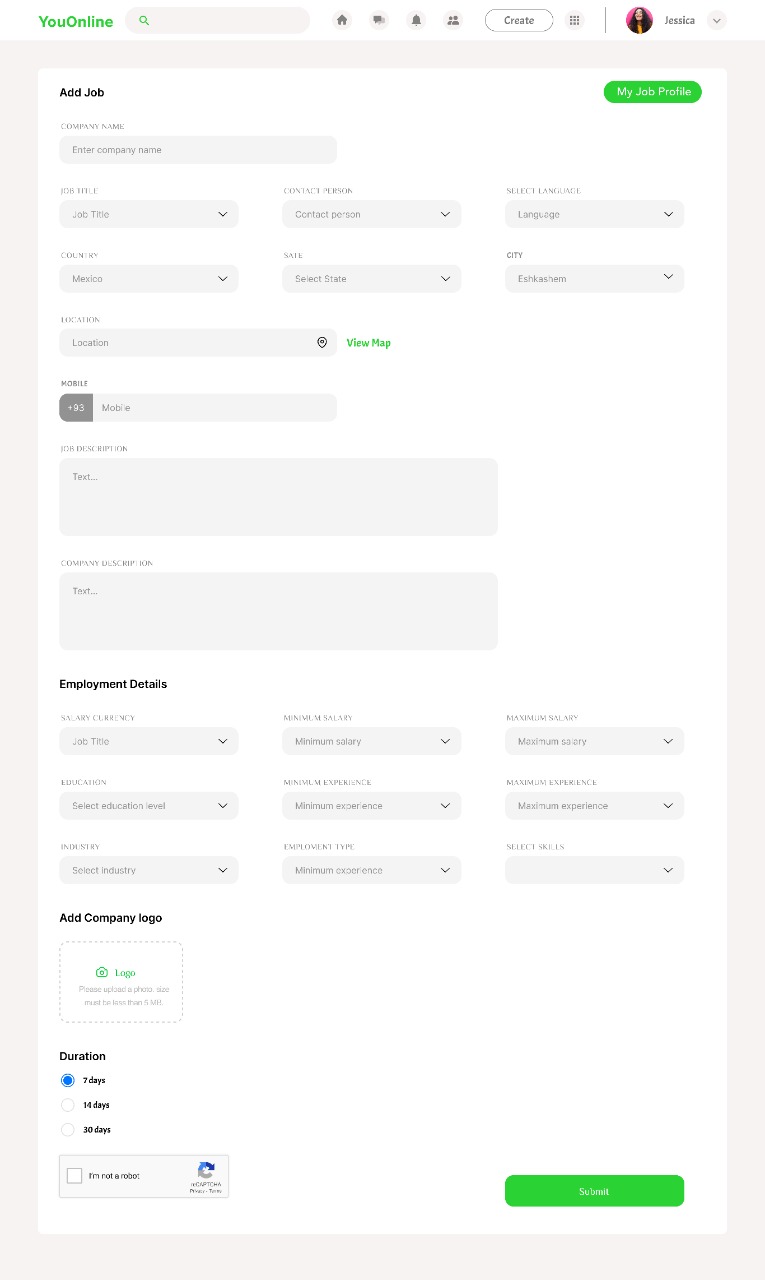 YouOnline
Create
Jessica
Add Job
My Job Profile
COMPANY NAME
Enter company name
JOB TITLE
CONTACT PERSON
SELECT LANGUAGE
Job Title
Contact person
Language
COUNTRY
SATE
CITY
Mexico
Select State
Eshkashem
LOCATION
Location
View Map
MOBILE
+93
Mobile
JOB DESCRIPTION
Text...
COMPANY DESCRIPTION
Text...
Employment Details
SALARY CURRENCY
MINIMUM SALARY
MAXIMUM SALARY
Job Title
Minimum salary
Maximum salary
EDUCATION
MINIMUM EXPERIENCE
MAXIMUM EXPERIENCE
Select education level
Minimum experience
Maximum experience
INDUSTRY
EMPLOMENT TYPE
SELECT SKILLS
Select Industry
Minimum experience
Add Company logo
Logo
Please upload a photo, size
must be less than 5 MB.
Duration
7 days
14 days
30 days
I'm not a robot
reCAPTCHA
Privacy - Terms
Submit